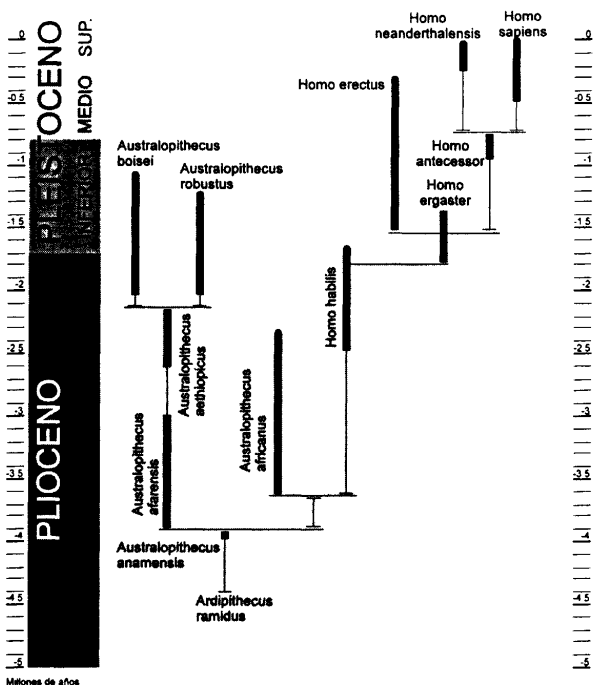 Homo
neanderthalensis
Homo
sapiens
Homo erectus
Homo
antecessor
Homo
ergaster
Australopithecus
boisei
Australopithecus
robustus
Homo habilis
Australopithecus
aethiopicus
Australopithecus
africanus
Australopithecus
afarensis
Australopithecus
anamensis
Ardipithecus
ramidus
PLEISTOCENO
SUP.
MEDIO
INFERIOR
PLIOCENO
0
-0.5
-1
-1.5
-2
-2.5
-3
-3.5
-4
-4.5
-5
0
-0.5
-1
-1.5
-2
-2.5
-3
-3.5
-4
-4.5
-5
Millones de años